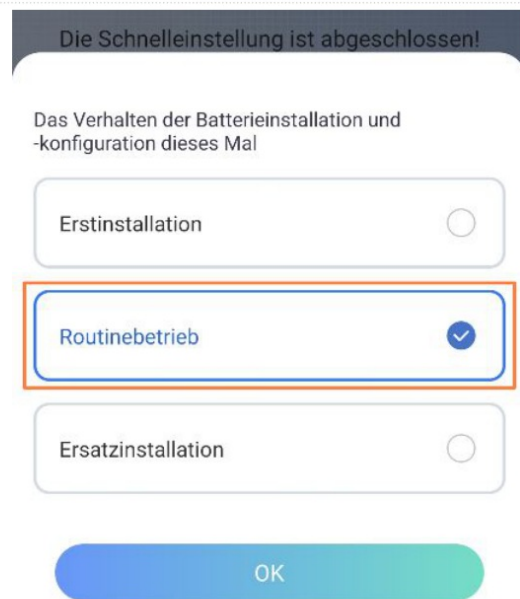 Die Schnelleinstellung ist abgeschlossen!
Das Verhalten der Batterieinstallation und
-konfiguration dieses Mal
Erstinstallation
Routinebetrieb
Ersatzinstallation
OK